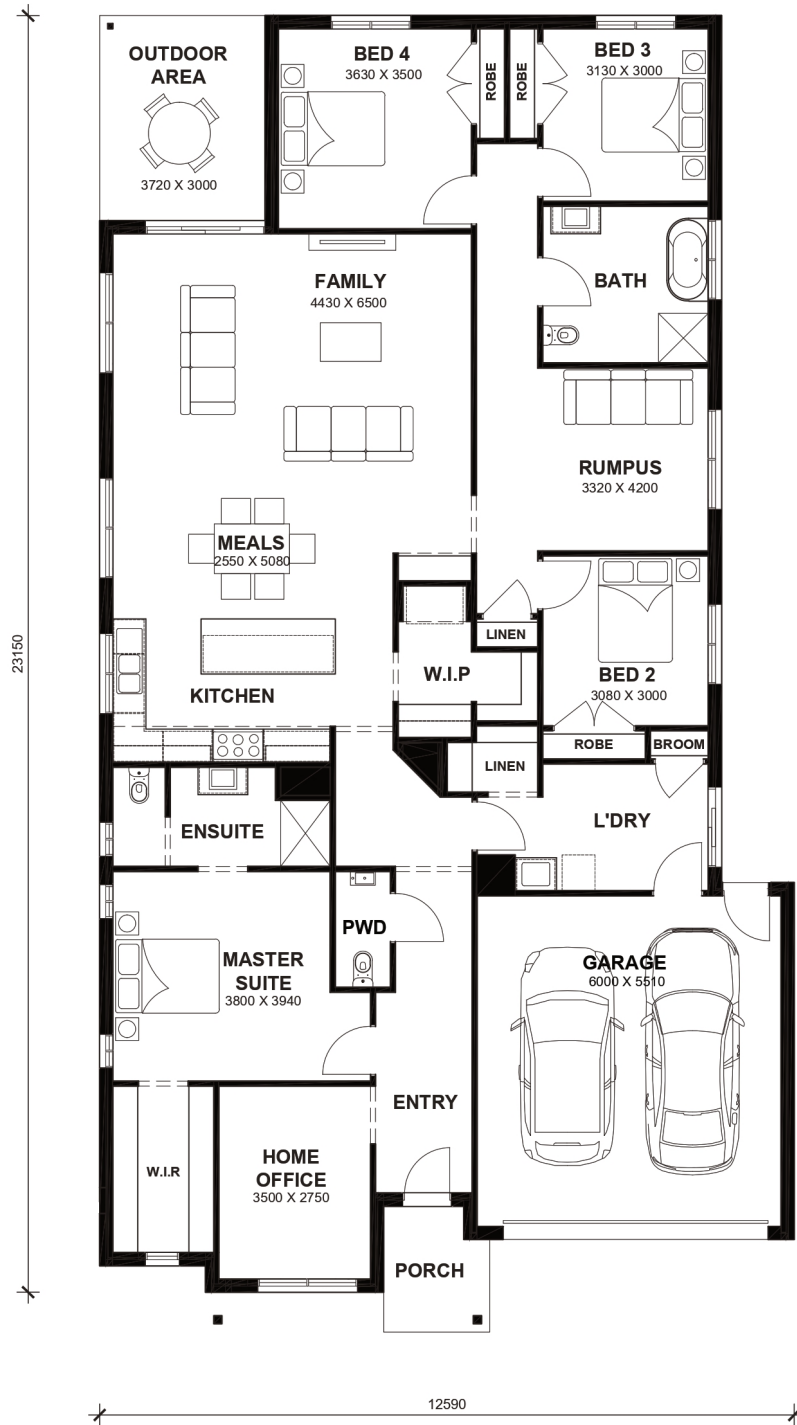 OUTDOOR
AREA
3720 X 3000
BED 4
3630 X 3500
ROBE
ROBE
BED 3
3130 X 3000
FAMILY
4430 X 6500
BATH
RUMPUS
3320 X 4200
MEALS
2550 X 5080
LINEN
W.I.P
BED 2
3080 X 3000
KITCHEN
ROBE
BROOM
LINEN
ENSUITE
L'DRY
PWD
MASTER
SUITE
3800 X 3940
GARAGE
6000 X 5510
ENTRY
W.I.R
HOME
OFFICE
3500 X 2750
PORCH
23150
12590